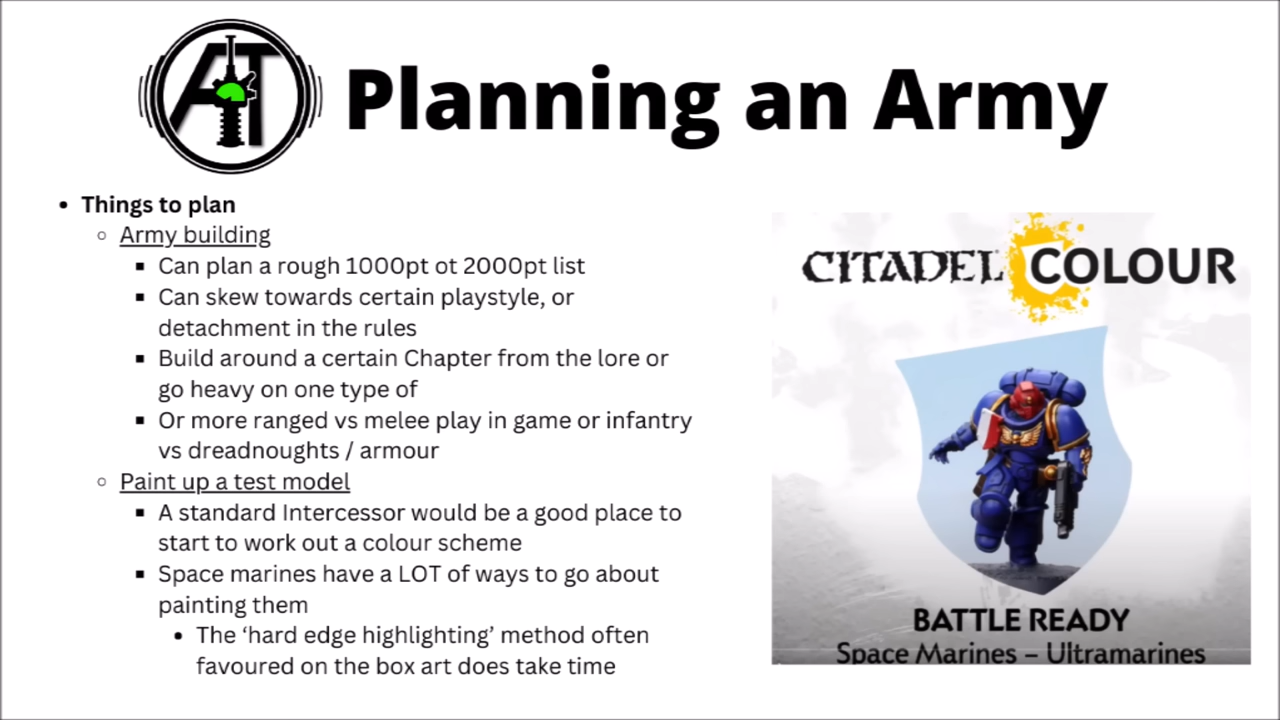 AT
Planning an Army
• Things to plan
○ Army building
▪ Can plan a rough 1000pt ot 2000pt list
▪ Can skew towards certain playstyle, or
detachment in the rules
▪ Build around a certain Chapter from the lore or
go heavy on one type of
▪ Or more ranged vs melee play in game or infantry
vs dreadnoughts / armour
○ Paint up a test model
▪ A standard Intercessor would be a good place to
start to work out a colour scheme
▪ Space marines have a LOT of ways to go about
painting them
• The ‘hard edge highlighting’ method often
favoured on the box art does take time
CITADEL COLOUR
BATTLE READY
Space Marines – Ultramarines